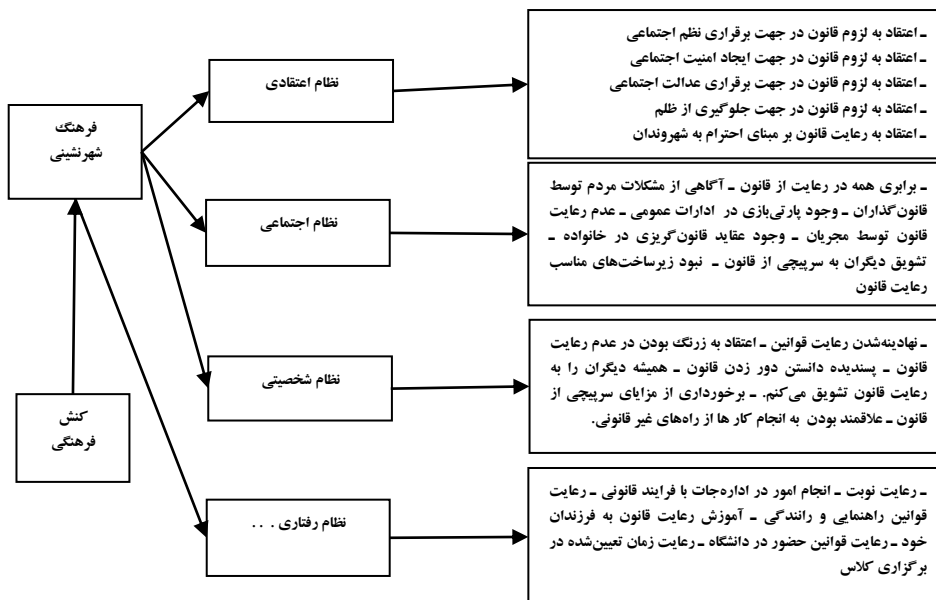 فرهنگ
شهرنشینی
کنش
فرهنگی
نظام اعتقادی
ـ اعتقاد به لزوم قانون در جهت برقراری نظم اجتماعی
ـ اعتقاد به لزوم قانون در جهت ایجاد امنیت اجتماعی
ـ اعتقاد به لزوم قانون در جهت برقراری عدالت اجتماعی
ـ اعتقاد به لزوم قانون در جهت جلوگیری از ظلم
ـ اعتقاد به رعایت قانون بر مبنای احترام به شهروندان
نظام اجتماعی
ـ برابری همه در رعایت از قانون ـ آگاهی از مشکلات مردم توسط
قانون‌گذاران ـ وجود پارتی‌بازی در ادارات عمومی ـ عدم رعایت
قانون توسط مجریان ـ وجود عقاید قانون‌گریزی در خانواده ـ
تشویق دیگران به سرپیچی از قانون ـ نبود زیرساخت‌های مناسب
رعایت قانون
نظام شخصیتی
ـ نهادینه‌شدن رعایت قوانین ـ اعتقاد به زرنگ بودن در عدم رعایت
قانون ـ پسندیده دانستن دور زدن قانون ـ همیشه دیگران را به
رعایت قانون تشویق می‌کنم. ـ برخورداری از مزایای سرپیچی از
قانون ـ علاقمند بودن به انجام کار ها از راه‌های غیر قانونی.
نظام رفتاری . . .
ـ رعایت نوبت ـ انجام امور در اداره‌جات با فرایند قانونی ـ رعایت
قوانین راهنمایی و رانندگی ـ آموزش رعایت قانون به فرزندان
خود ـ رعایت قوانین حضور در دانشگاه ـ رعایت زمان تعیین‌شده در
برگزاری کلاس